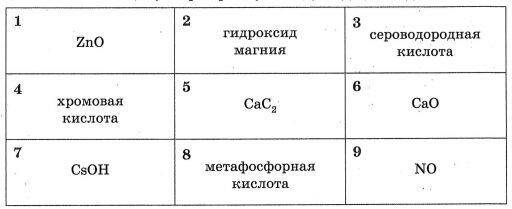 1
ZnO
2
гидроксид
магния
3
сероводородная
кислота
4
хромовая
кислота
5
CaC₂
6
CaO
7
CsOH
8
метафосфорная
кислота
9
NO